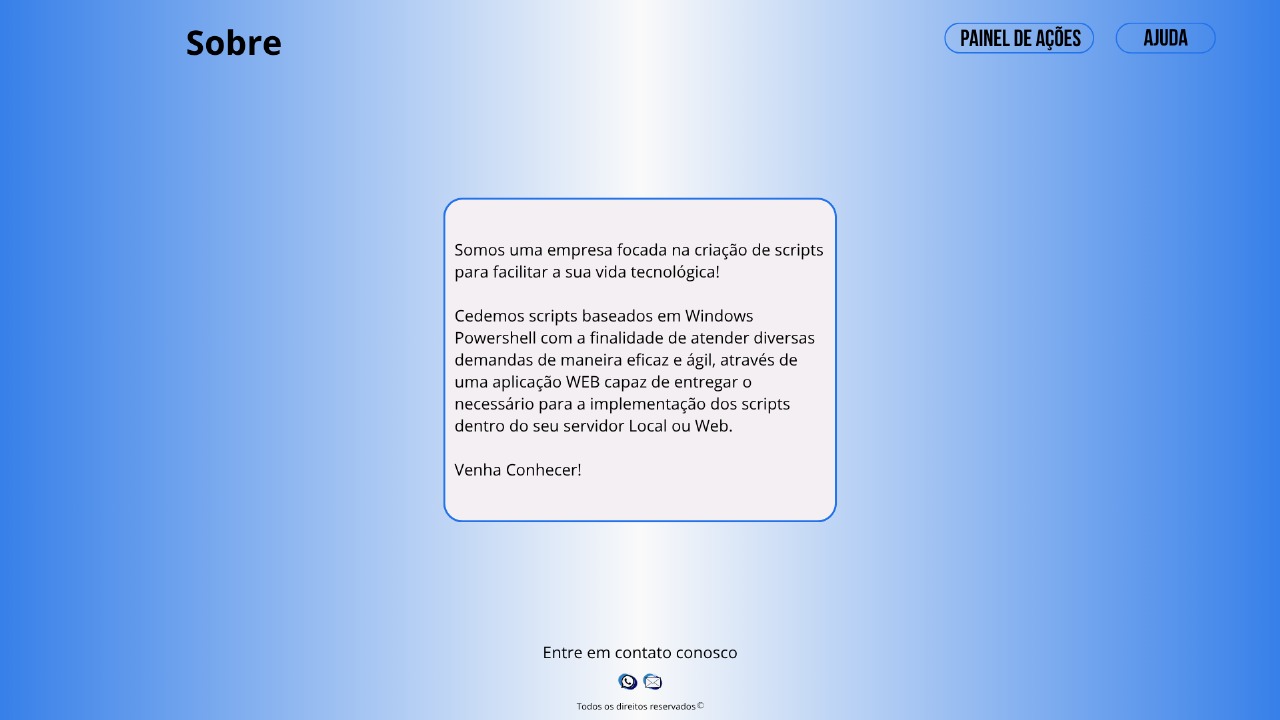 Sobre
PAINEL DE AÇÕES
AJUDA
Somos uma empresa focada na criação de scripts
para facilitar a sua vida tecnológica!
Cedemos scripts baseados em Windows
Powershell com a finalidade de atender diversas
demandas de maneira eficaz e ágil, através de
uma aplicação WEB capaz de entregar o
necessário para a implementação dos scripts
dentro do seu servidor Local ou Web.
Venha Conhecer!
Entre em contato conosco
Todos os direitos reservados©